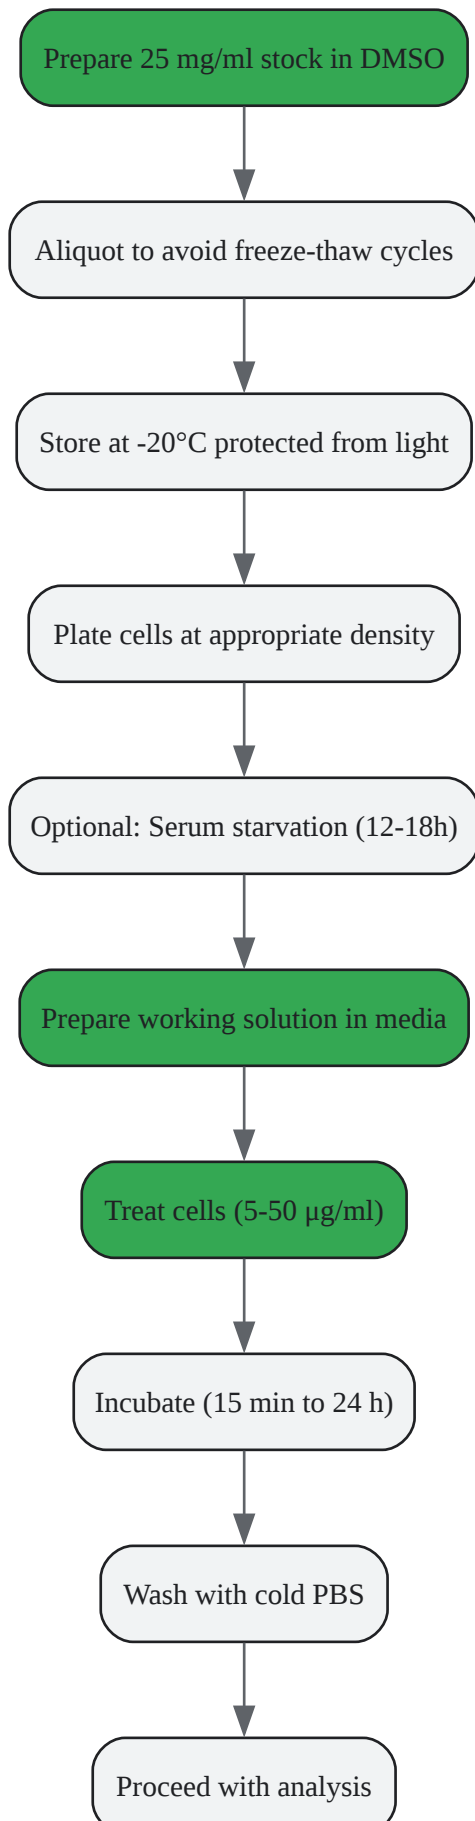 Prepare 25 mg/ml stock in DMSO
Aliquot to avoid freeze-thaw cycles
Store at -20°C protected from light
Plate cells at appropriate density
Optional: Serum starvation (12-18h)
Prepare working solution in media
Treat cells (5-50 μg/ml)
Incubate (15 min to 24 h)
Wash with cold PBS
Proceed with analysis